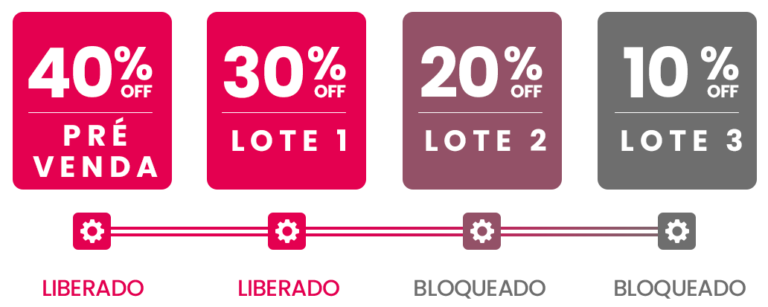 40% OFF
PRÉ
VENDA
30% OFF
LOTE 1
20% OFF
LOTE 2
10% OFF
LOTE 3
LIBERADO
LIBERADO
BLOQUEADO
BLOQUEADO